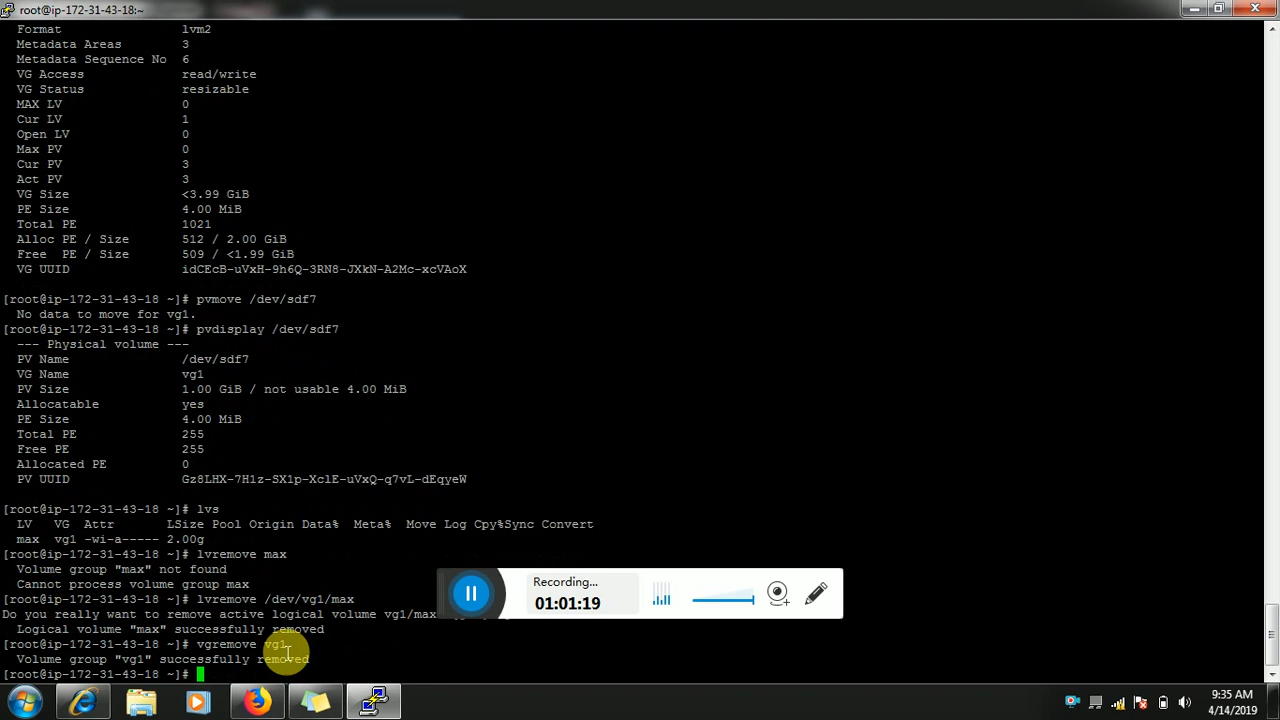 root@ip-172-31-43-18:~
Format lvm2
Metadata Areas 3
Metadata Sequence No 6
VG Access read/write
VG Status resizable
MAX LV 0
Cur LV 1
Open LV 0
Max PV 0
Cur PV 3
Act PV 3
VG Size <3.99 GiB
PE Size 4.00 MiB
Total PE 1021
Alloc PE / Size 512 / 2.00 GiB
Free PE / Size 509 / <1.99 GiB
VG UUID idCEcB-uVxH-9h6Q-3RN8-JXkN-A2Mc-xcVAoX
[root@ip-172-31-43-18 ~]# pvmove /dev/sdf7
No data to move for vg1.
[root@ip-172-31-43-18 ~]# pvdisplay /dev/sdf7
--- Physical volume ---
PV Name /dev/sdf7
VG Name vg1
PV Size 1.00 GiB / not usable 4.00 MiB
Allocatable yes
PE Size 4.00 MiB
Total PE 255
Free PE 255
Allocated PE 0
PV UUID Gz8LHX-7H1z-SX1p-XclE-uVxQ-q7vL-dEqyeW
[root@ip-172-31-43-18 ~]# lvs
LV VG Attr LSize Pool Origin Data% Meta% Move Log Cpy%Sync Convert
max vg1 -wi-a----- 2.00g
[root@ip-172-31-43-18 ~]# lvremove max
Volume group "max" not found
Cannot process volume group max
[root@ip-172-31-43-18 ~]# lvremove /dev/vg1/max
Do you really want to remove active logical volume vg1/max
Logical volume "max" successfully removed
[root@ip-172-31-43-18 ~]# vgremove vg1
Volume group "vg1" successfully removed
[root@ip-172-31-43-18 ~]#
Recording...
01:01:19
9:35 AM
4/14/2019